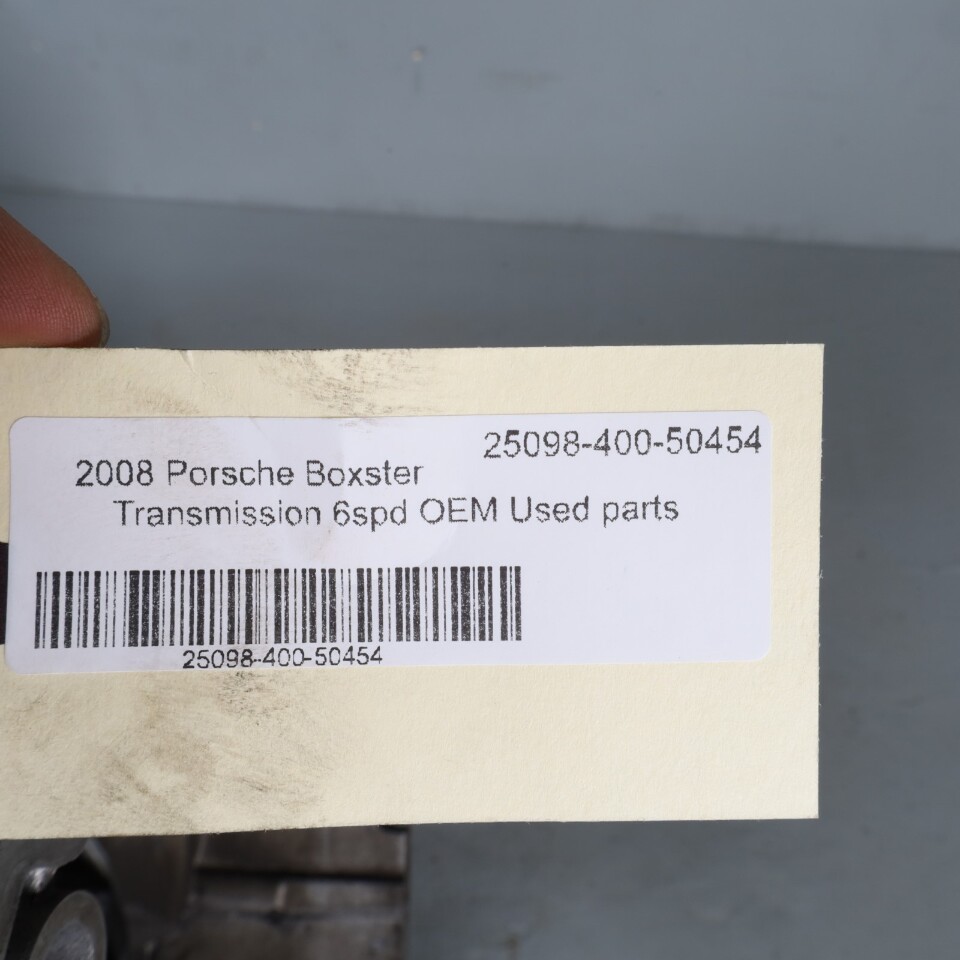 25098-400-50454
2008 Porsche Boxster
Transmission 6spd OEM Used parts
25098-400-50454